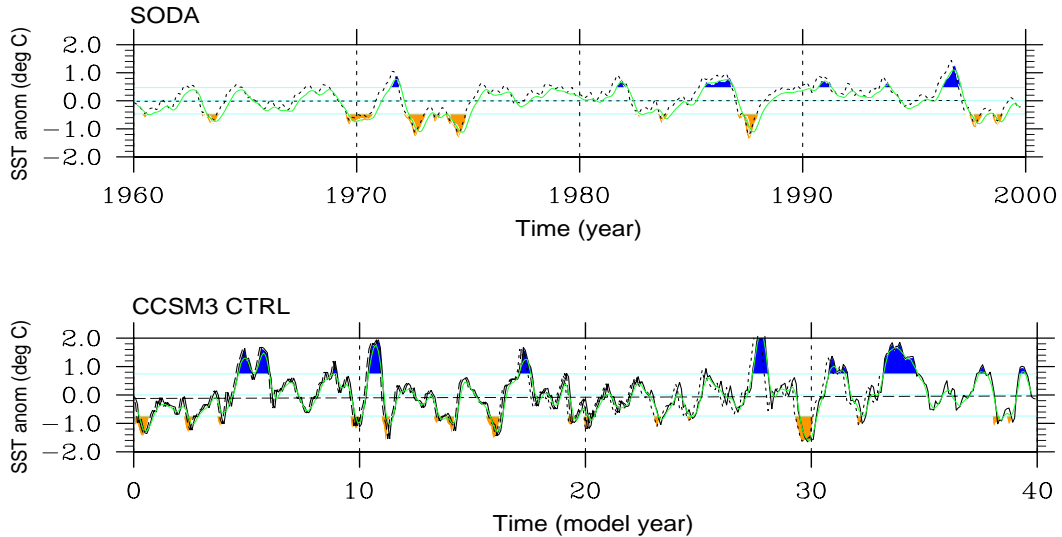 SODA
SST anom (deg C)
2.0
1.0
0.0
−1.0
−2.0
1960 1970 1980 1990 2000
Time (year)
CCSM3 CTRL
SST anom (deg C)
2.0
1.0
0.0
−1.0
−2.0
0 10 20 30 40
Time (model year)